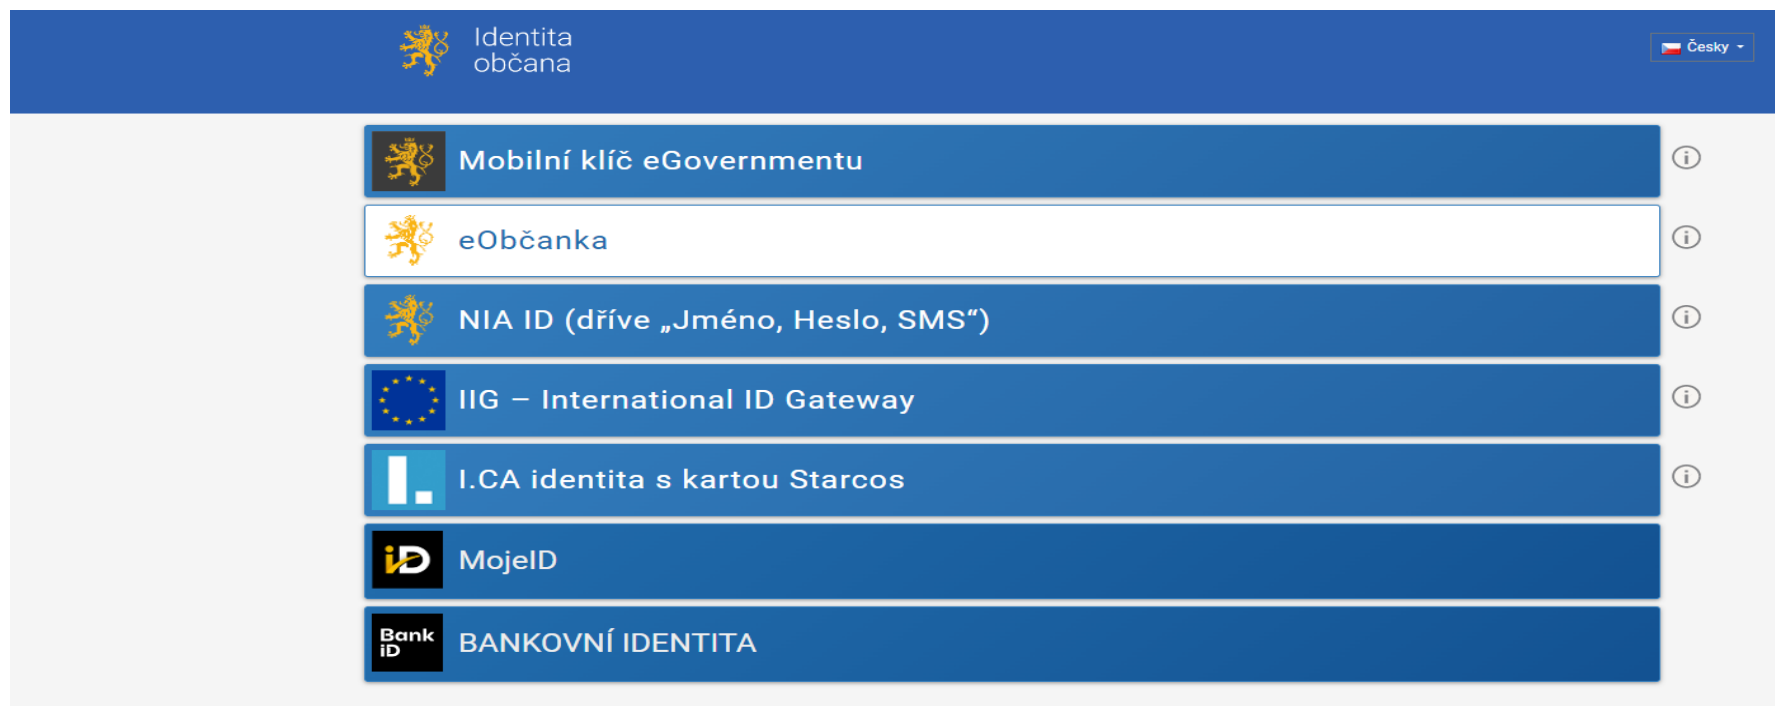 Identita
občana
Česky
Mobilní klíč eGovernmentu
eObčanka
NIA ID (dříve „Jméno, Heslo, SMS“)
IIG – International ID Gateway
I.CA identita s kartou Starcos
iD MojeID
Bank
iD
BANKOVNÍ IDENTITA